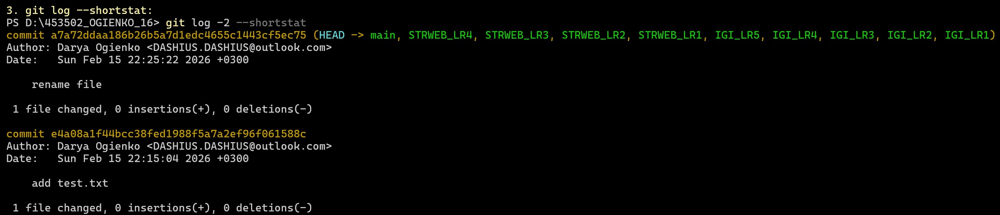 3. git log --shortstat:
PS D:\453502_OGIENKO_16> git log -2 --shortstat
commit a7a72ddaa186b26b5a7d1edc4655c1443cf5ec75 (HEAD -> main, STRWEB_LR4, STRWEB_LR3, STRWEB_LR2, STRWEB_LR1, IGI_LR5, IGI_LR4, IGI_LR3, IGI_LR2, IGI_LR1)
Author: Darya Ogienko <DASHIUS.DASHIUS@outlook.com>
Date:   Sun Feb 15 22:25:22 2026 +0300
    rename file
 1 file changed, 0 insertions(+), 0 deletions(-)
commit e4a08a1f44bcc38fed1988f5a7a2ef96f061588c
Author: Darya Ogienko <DASHIUS.DASHIUS@outlook.com>
Date:   Sun Feb 15 22:15:04 2026 +0300
    add test.txt
 1 file changed, 0 insertions(+), 0 deletions(-)